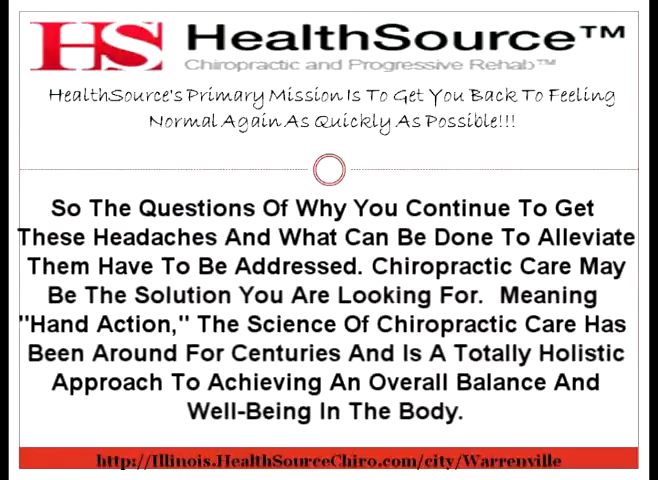 HS HealthSource™
Chiropractic and Progressive Rehab™
HealthSource's Primary Mission Is To Get You Back To Feeling
Normal Again As Quickly As Possible!!!
So The Questions Of Why You Continue To Get
These Headaches And What Can Be Done To Alleviate
Them Have To Be Addressed. Chiropractic Care May
Be The Solution You Are Looking For.  Meaning
"Hand Action," The Science Of Chiropractic Care Has
Been Around For Centuries And Is A Totally Holistic
Approach To Achieving An Overall Balance And
Well-Being In The Body.
http://Illinois.HealthSourceChiro.com/city/Warrenville